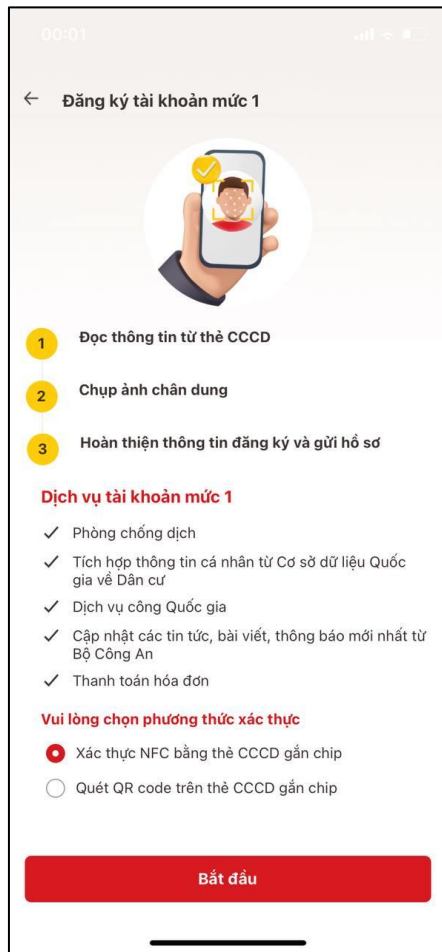 00:01
Đăng ký tài khoản mức 1
1 Đọc thông tin từ thẻ CCCD
2 Chụp ảnh chân dung
3 Hoàn thiện thông tin đăng ký và gửi hồ sơ
Dịch vụ tài khoản mức 1
Phòng chống dịch
Tích hợp thông tin cá nhân từ Cơ sở dữ liệu Quốc
gia về Dân cư
Dịch vụ công Quốc gia
Cập nhật các tin tức, bài viết, thông báo mới nhất từ
Bộ Công An
Thanh toán hóa đơn
Vui lòng chọn phương thức xác thực
Xác thực NFC bằng thẻ CCCD gắn chip
Quét QR code trên thẻ CCCD gắn chip
Bắt đầu